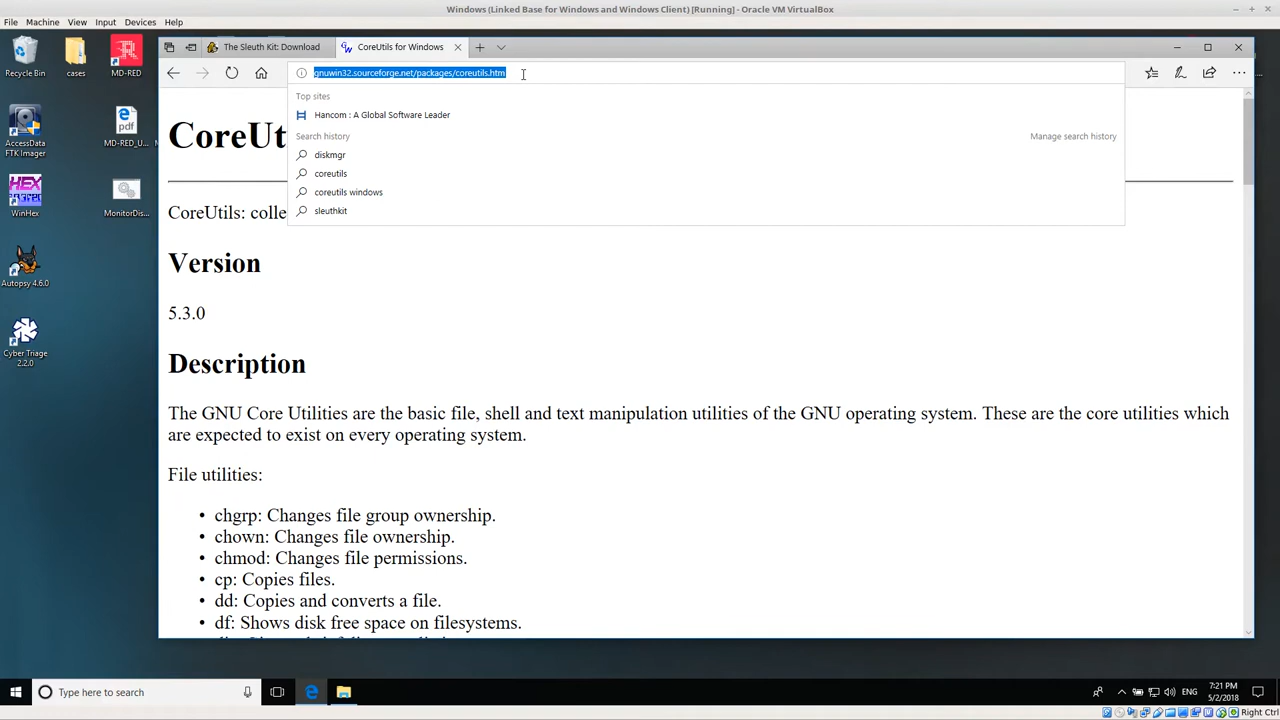 Windows (Linked Base for Windows and Windows Client) [Running] - Oracle VM VirtualBox
File Machine View Input Devices Help
The Sleuth Kit: Download
CoreUtils for Windows
gnuwin32.sourceforge.net/packages/coreutils.htm
Top sites
Hancom : A Global Software Leader
Search history
Manage search history
diskmgr
coreutils
coreutils windows
sleuthkit
Recycle Bin
cases
MD-RED
AccessData
FTK Imager
pdf
MD-RED_U...
HEX
WinHex
MonitorDis...
Autopsy 4.6.0
Cyber Triage
2.2.0
CoreUt
CoreUtils: colle
Version
5.3.0
Description
The GNU Core Utilities are the basic file, shell and text manipulation utilities of the GNU operating system. These are the core utilities which
are expected to exist on every operating system.
File utilities:
• chgrp: Changes file group ownership.
• chown: Changes file ownership.
• chmod: Changes file permissions.
• cp: Copies files.
• dd: Copies and converts a file.
• df: Shows disk free space on filesystems.
Type here to search
ENG
7:21 PM
5/2/2018
Right Ctrl